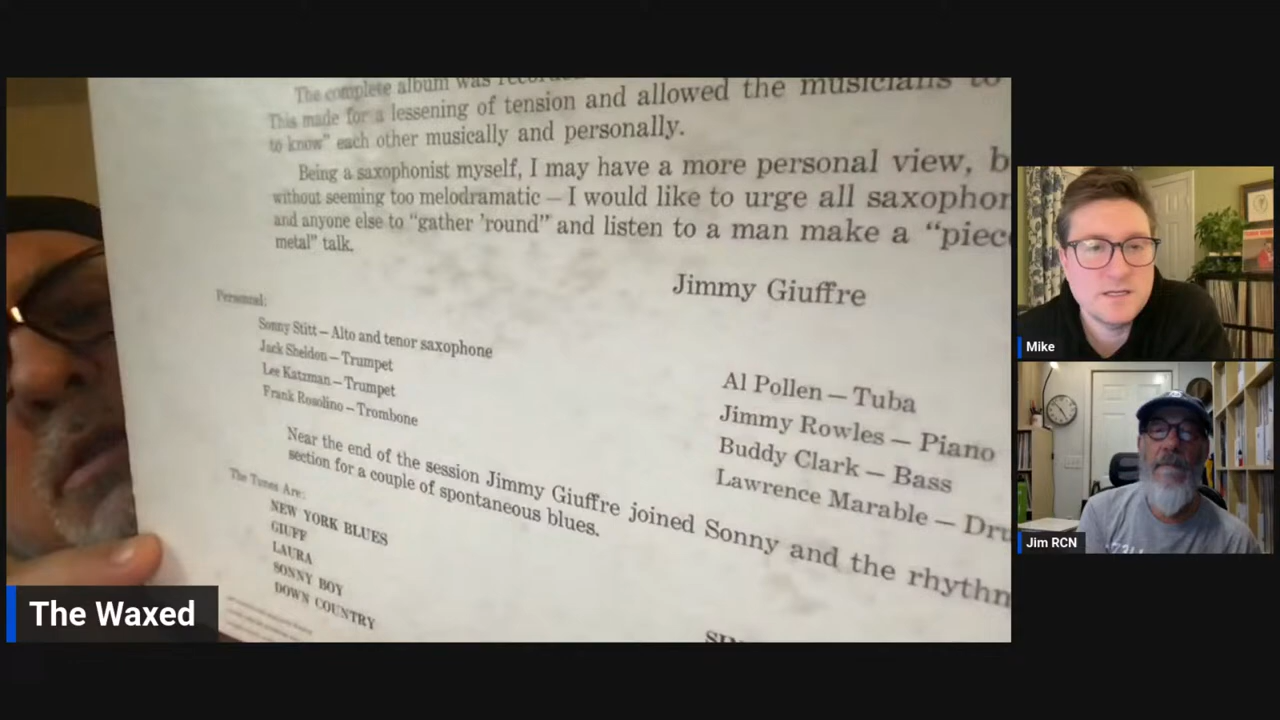 The complete album was
This made for a lessening of tension and allowed the musicians to
to know" each other musically and personally.
Being a saxophonist myself, I may have a more personal view, b
without seeming too melodramatic – I would like to urge all saxophon
and anyone else to "gather 'round" and listen to a man make a "piec
metal" talk.
Jimmy Giuffre
Personal:
Sonny Stitt – Alto and tenor saxophone
Jack Sheldon – Trumpet
Lee Katzman – Trumpet
Frank Rosolino – Trombone
Al Pollen – Tuba
Jimmy Rowles – Piano
Buddy Clark – Bass
Lawrence Marable – Dru
Near the end of the session Jimmy Giuffre joined Sonny and the rhythm
section for a couple of spontaneous blues.
The Tunes Are:
NEW YORK BLUES
GIUFF
LAURA
SONNY BOY
DOWN COUNTRY
The Waxed
Mike
Jim RCN